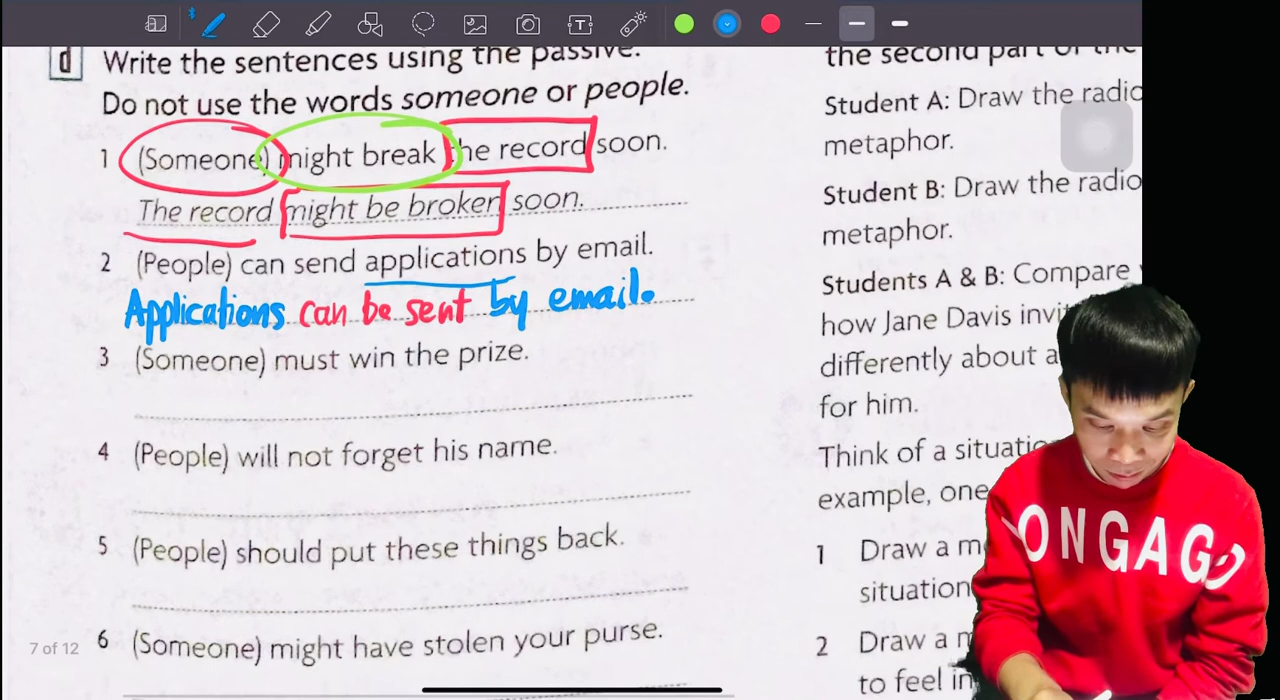 d Write the sentences using the passive.
Do not use the words someone or people.
1 (Someone) might break the record soon.
The record might be broken soon.
2 (People) can send applications by email.
Applications can be sent by email.
3 (Someone) must win the prize.
4 (People) will not forget his name.
5 (People) should put these things back.
6 (Someone) might have stolen your purse.
7 of 12
the second part of the
Student A: Draw the radio
metaphor.
Student B: Draw the radio
metaphor.
Students A & B: Compare
how Jane Davis
differently about a
for him.
Think of a
example, one
1 Draw a
situation
2 Draw a
to feel in
ONGAGO